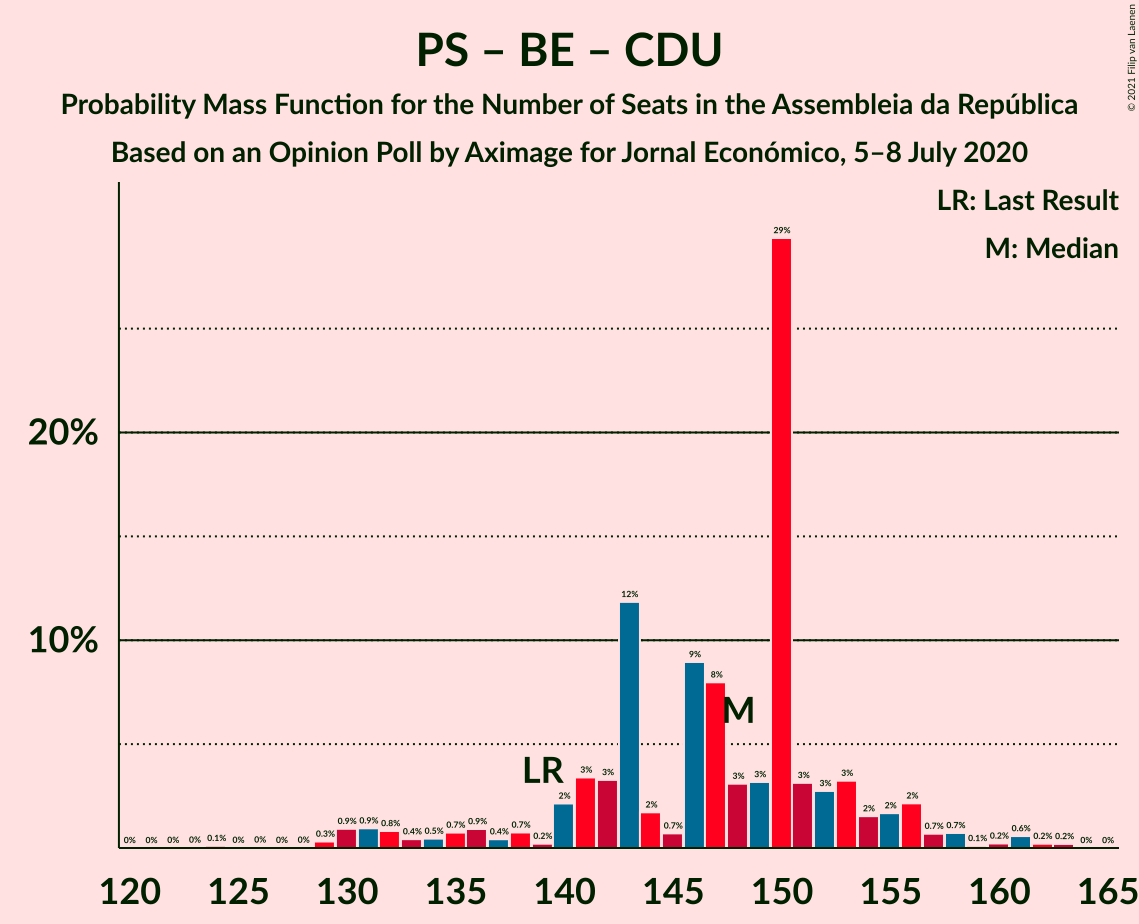 PS – BE – CDU
Probability Mass Function for the Number of Seats in the Assembleia da República
Based on an Opinion Poll by Aximage for Jornal Económico, 5–8 July 2020
© 2021 Filip van Laenen
LR: Last Result
M: Median
20%
10%
LR
M
0% 0% 0% 0% 0.1% 0% 0% 0% 0% 0.3% 0.9% 0.9% 0.8% 0.4% 0.5% 0.7% 0.9% 0.4% 0.7% 0.2% 2% 3% 3% 12% 2% 0.7% 9% 8% 3% 3% 29% 3% 3% 3% 2% 2% 2% 0.7% 0.7% 0.1% 0.2% 0.6% 0.2% 0.2% 0% 0%
120 125 130 135 140 145 150 155 160 165